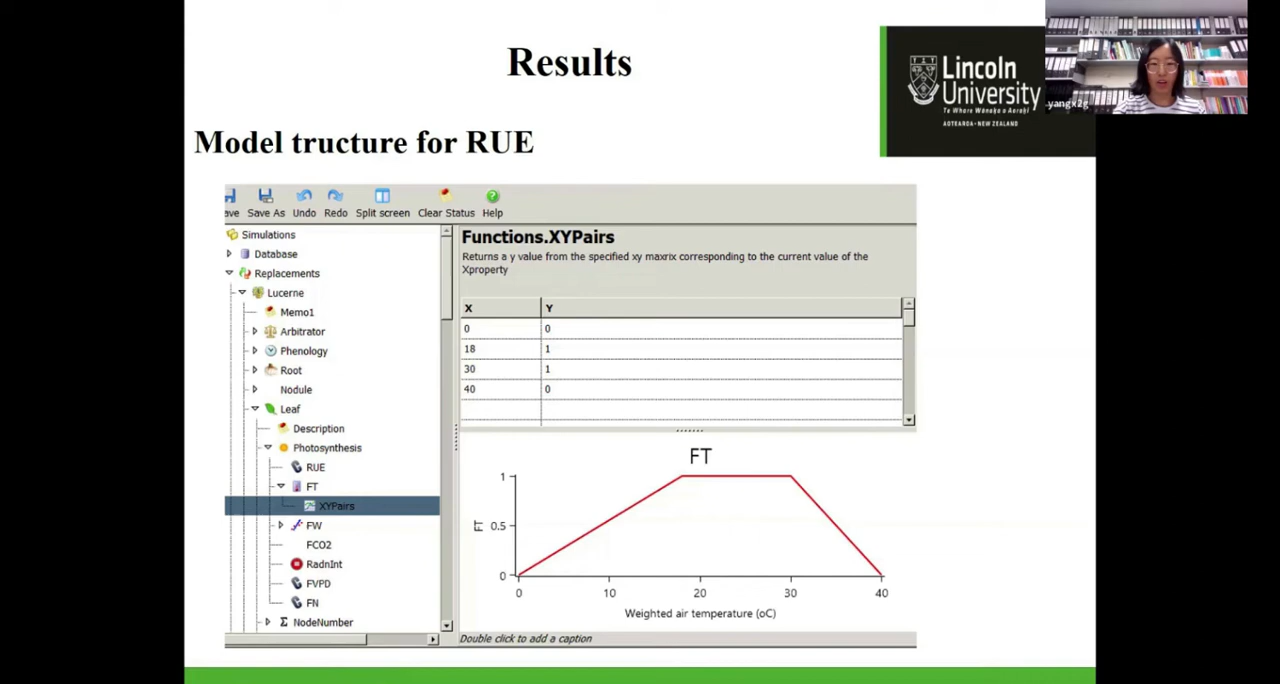 Results
Lincoln
University
Te Whare Wānaka o Aoraki
AOTEAROA • NEW ZEALAND
yangx2g
Model tructure for RUE
ave Save As Undo Redo Split screen Clear Status Help
Simulations
Database
Replacements
Lucerne
Memo1
Arbitrator
Phenology
Root
Nodule
Leaf
Description
Photosynthesis
RUE
FT
XYPairs
FW
FCO2
RadnInt
FVPD
FN
NodeNumber
Functions.XYPairs
Returns a y value from the specified xy maxrix corresponding to the current value of the
Xproperty
X Y
0 0
18 1
30 1
40 0
FT
1
0.5
0
FT
0 10 20 30 40
Weighted air temperature (oC)
Double click to add a caption